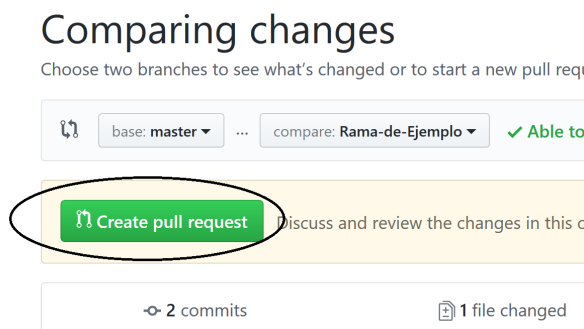 Comparing changes
Choose two branches to see what's changed or to start a new pull
base: master ... compare: Rama-de-Ejemplo Able to
Create pull request Discuss and review the changes in this
2 commits 1 file changed